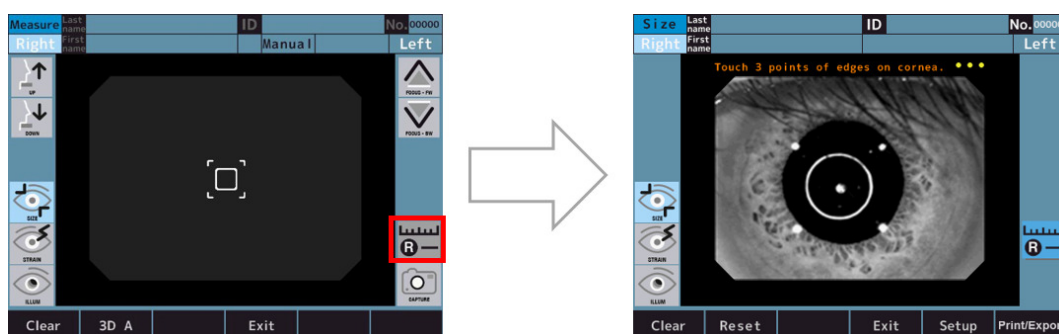 Measure Last name ID No. 00000
Right First name Manual Left
UP
DOWN
SIZE
STRAIN
ILLUM
FOCUS - FW
FOCUS - BW
R
CAPTURE
Clear 3D A Exit
Size Last name ID No. 00000
Right First name Left
Touch 3 points of edges on cornea.
SIZE
STRAIN
ILLUM
R
Clear Reset Exit Setup Print/Expo